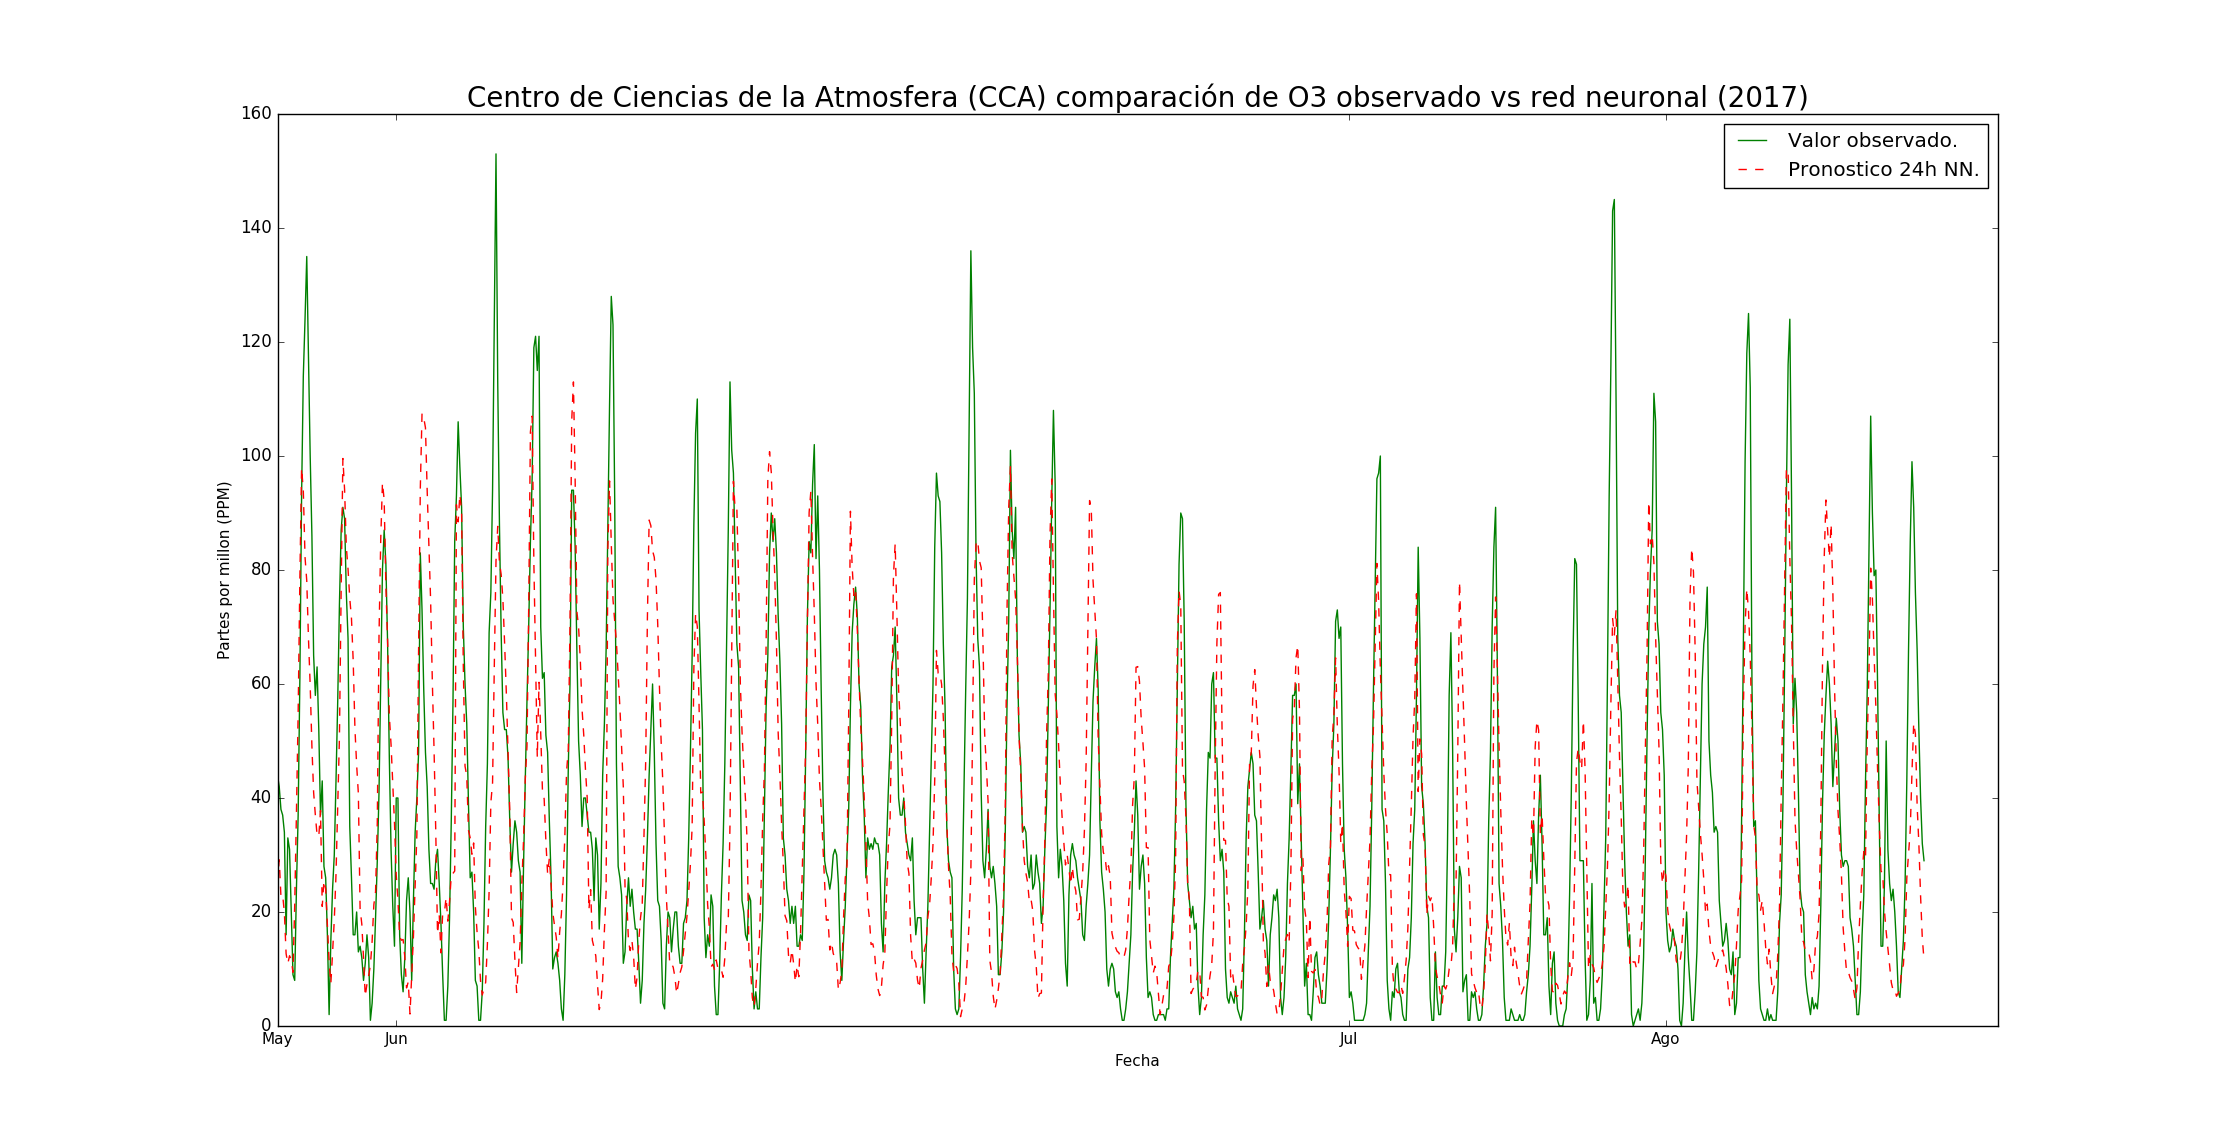 Centro de Ciencias de la Atmosfera (CCA) comparación de O3 observado vs red neuronal (2017)
160
140
120
100
80
60
40
20
0
Partes por millon (PPM)
Valor observado.
Pronostico 24h NN.
May
Jun
Jul
Ago
Fecha